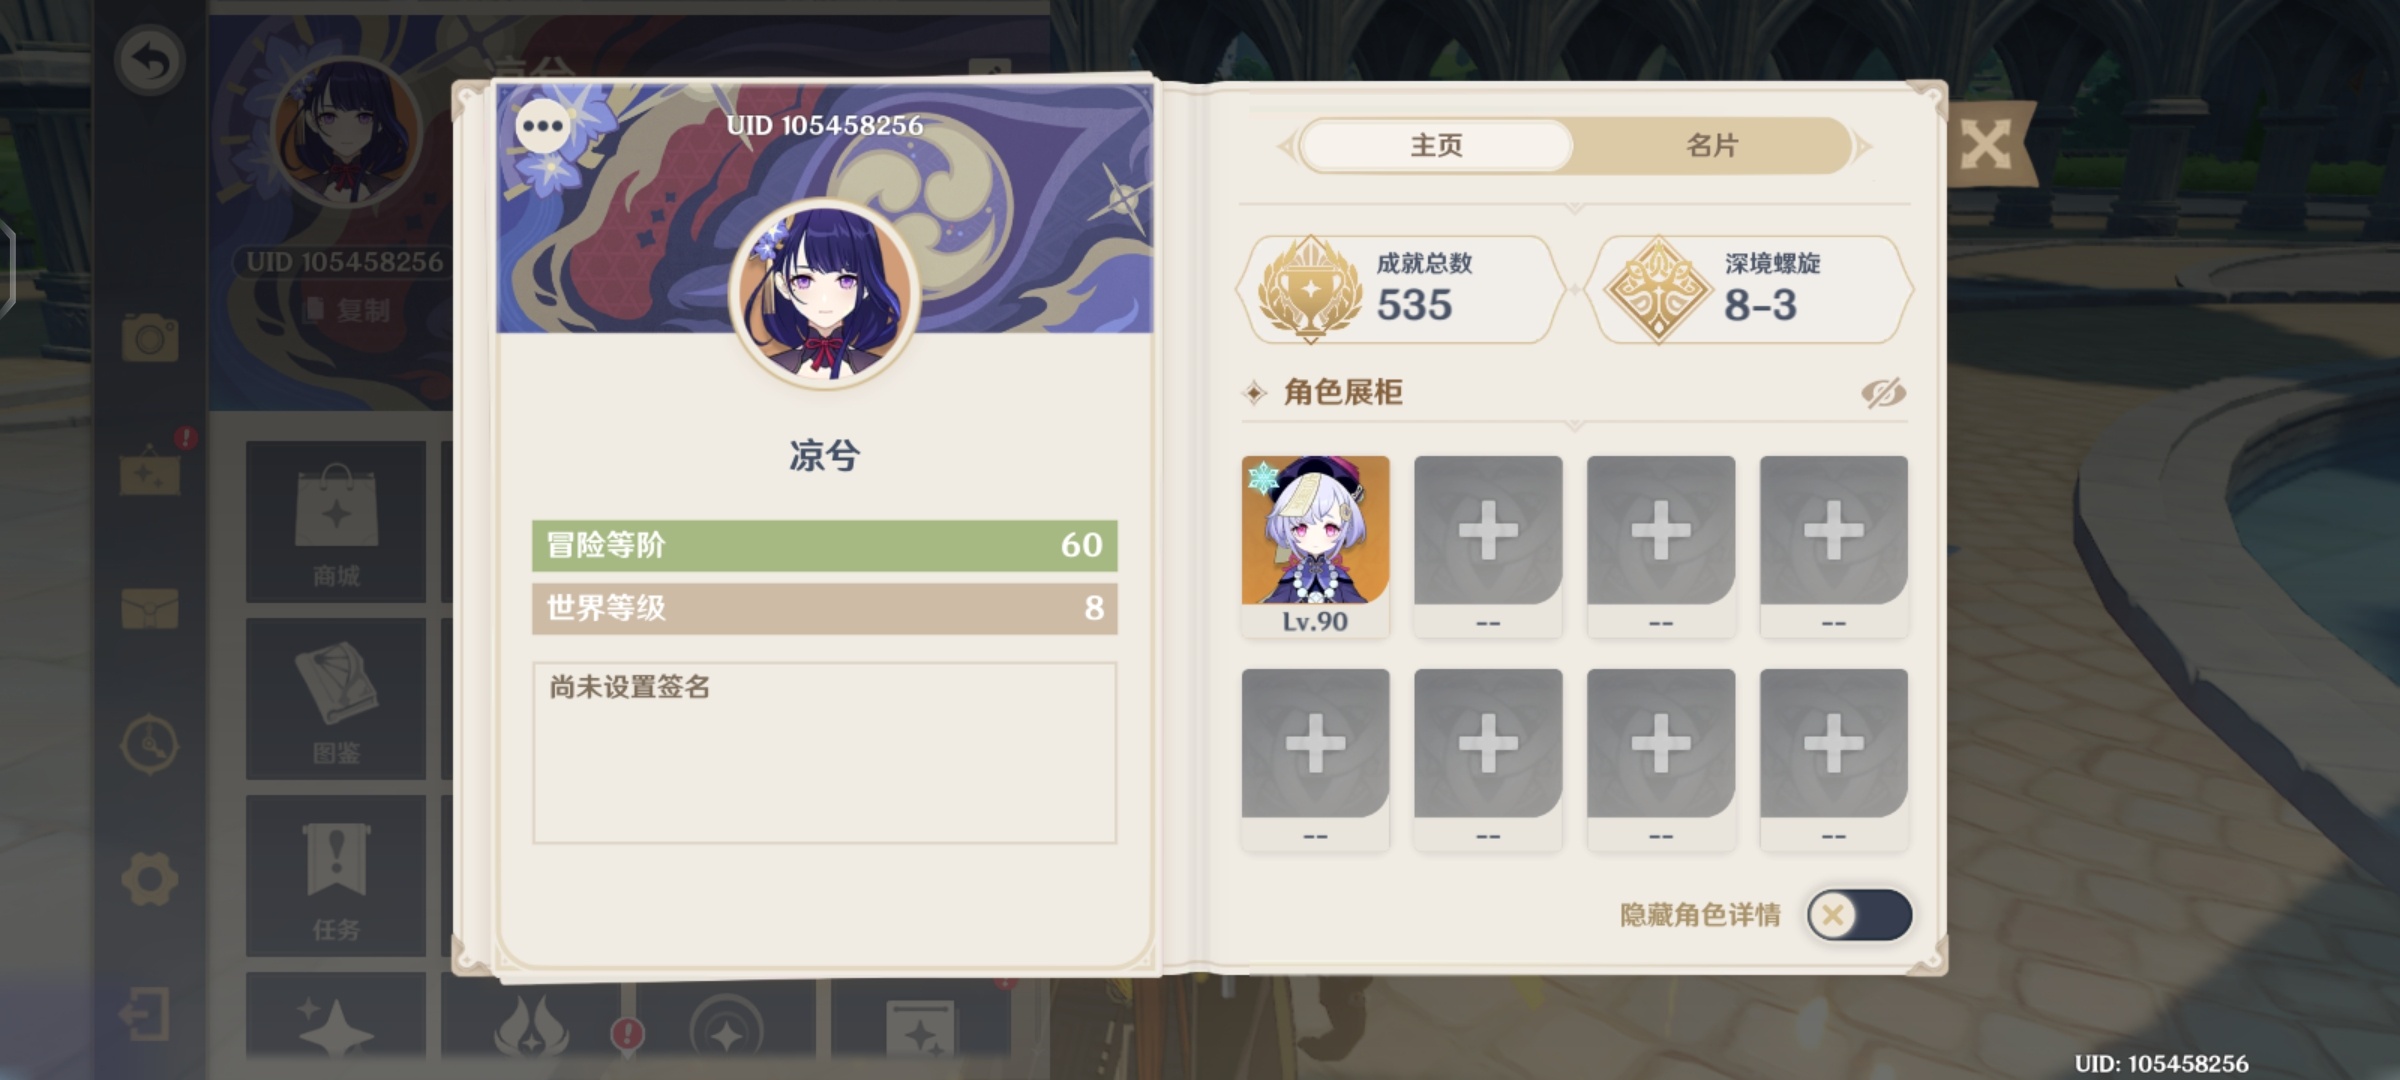 凉兮
UID 105458256
复制
商城
图鉴
任务
UID 105458256
凉兮
冒险等阶 60
世界等级 8
尚未设置签名
主页 名片
成就总数
535
深境螺旋
8-3
角色展柜
Lv.90 -- -- --
-- -- -- --
隐藏角色详情
UID: 105458256